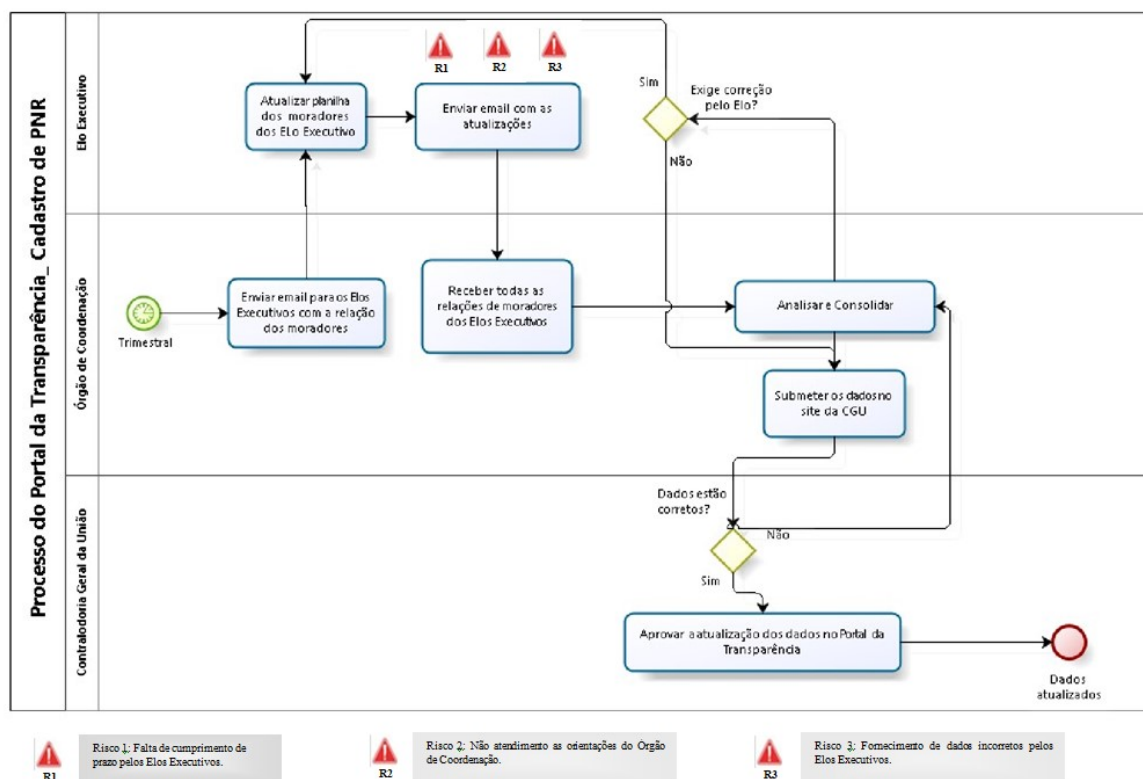 Processo do Portal da Transparência_ Cadastro de PNR
Elo Executivo
R1
R2
R3
Atualizar planilha
dos moradores
dos ELo Executivo
Enviar email com as
atualizações
Sim
Exige correção
pelo Elo?
Não
Órgão de Coordenação
Trimestral
Enviar email para os Elos
Executivos com a relação
dos moradores
Receber todas as
relações de moradores
dos Elos Executivos
Analisar e Consolidar
Submeter os dados no
site da CGU
Contralodoria Geral da União
Dados estão
corretos?
Não
Sim
Aprovar a atualização dos dados no Portal da
Transparência
Dados
atualizados
R1
Risco 1: Falta de cumprimento de
prazo pelos Elos Executivos.
R2
Risco 2: Não atendimento as orientações do Órgão
de Coordenação.
R3
Risco 3: Fornecimento de dados incorretos pelos
Elos Executivos.